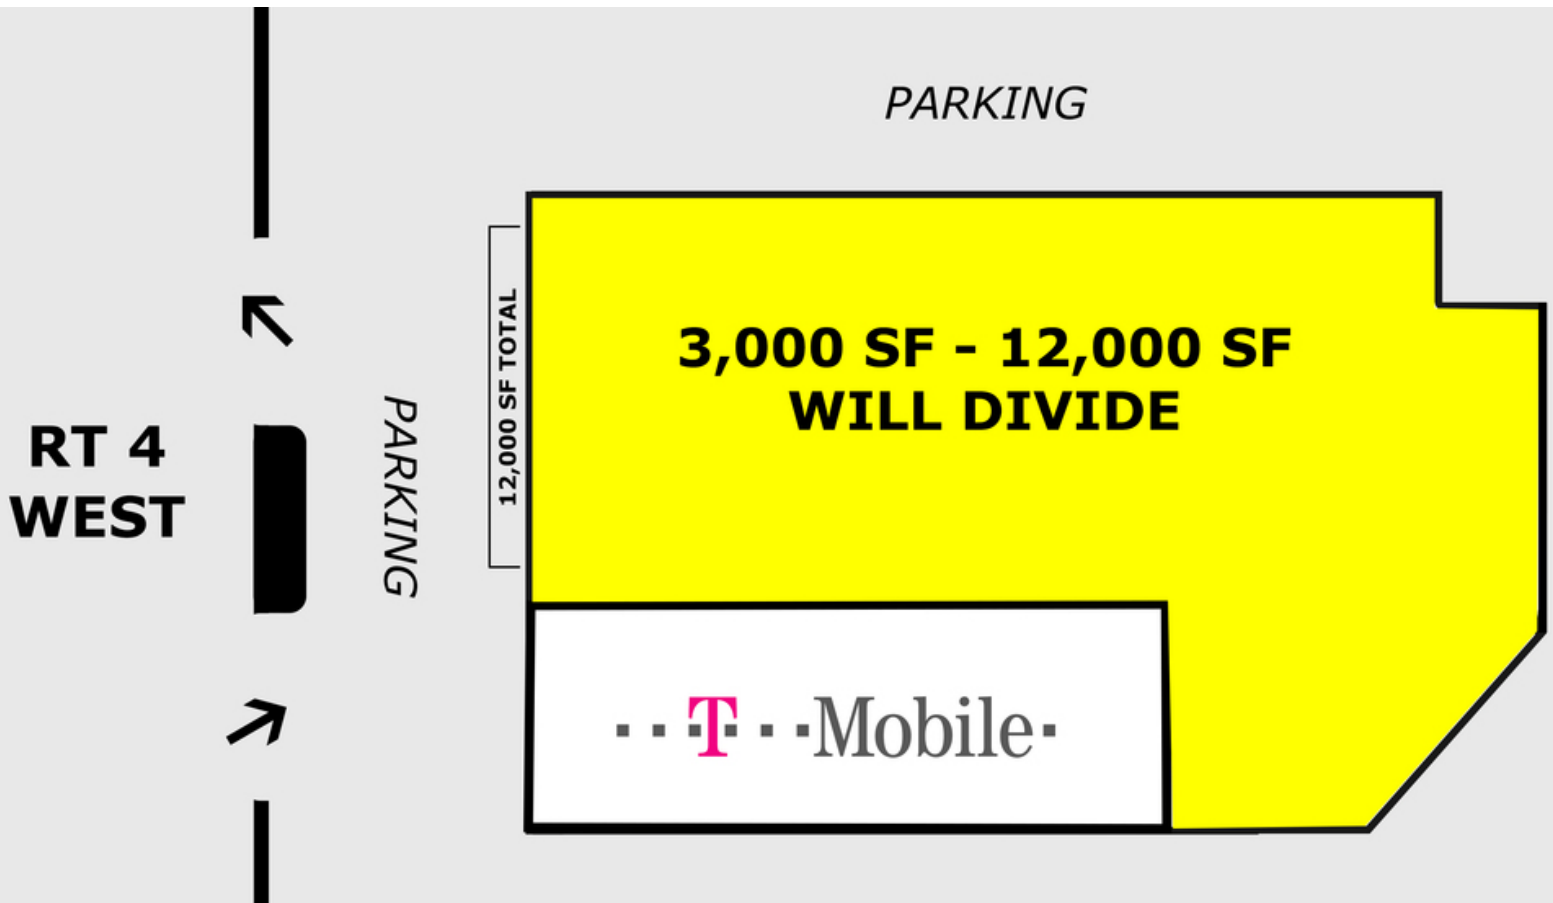 PARKING
3,000 SF - 12,000 SF
WILL DIVIDE
12,000 SF TOTAL
PARKING
RT 4
WEST
T Mobile